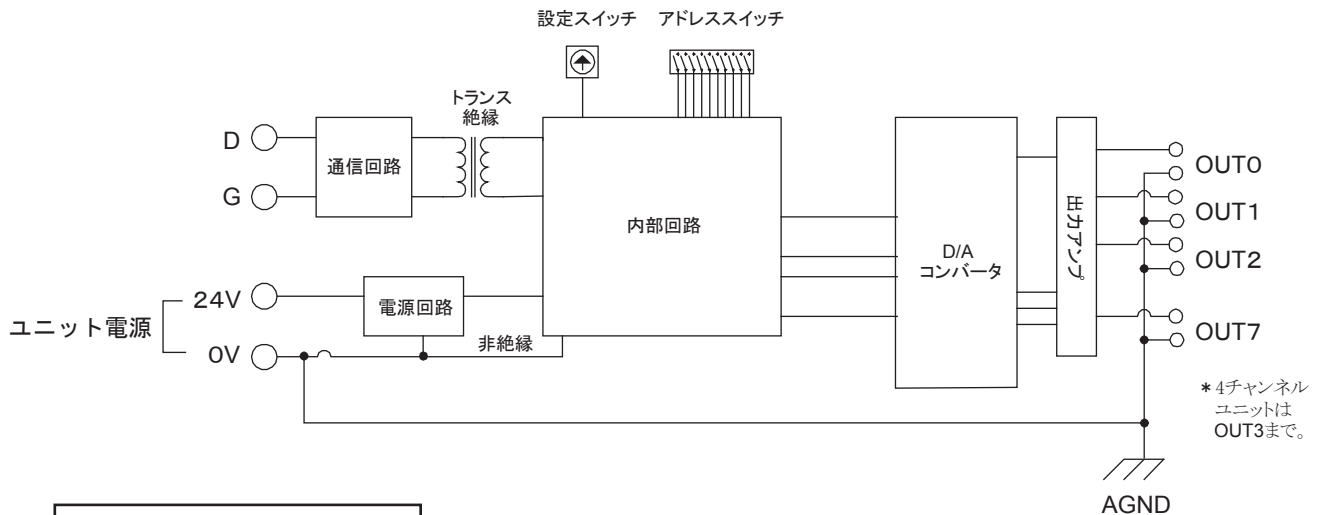 設定スイッチ
アドレススイッチ
トランス
絶縁
D
G
通信回路
内部回路
D/A
コンバータ
出力アンプ
OUT0
OUT1
OUT2
OUT7
ユニット電源
24V
0V
電源回路
非絶縁
*4チャンネル
ユニットは
OUT3まで。
AGND